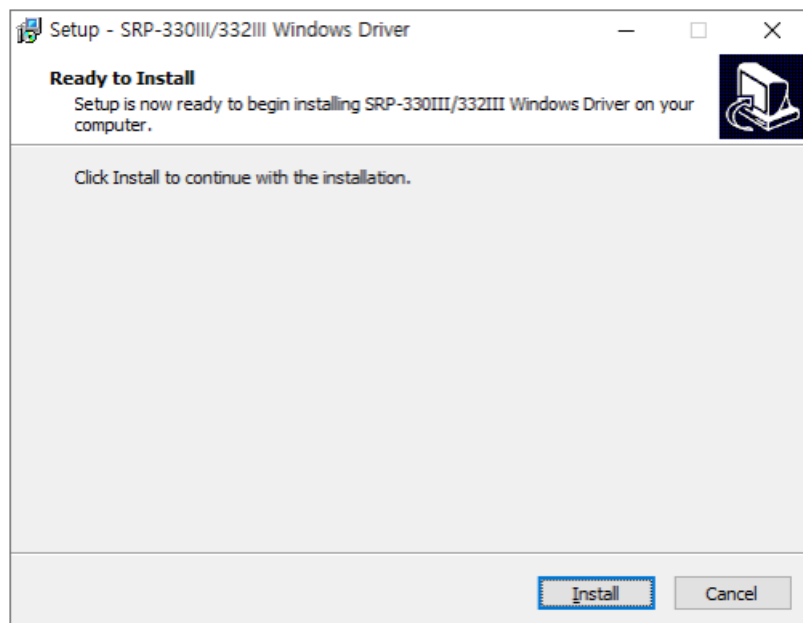 Setup - SRP-330III/332III Windows Driver
Ready to Install
Setup is now ready to begin installing SRP-330III/332III Windows Driver on your
computer.
Click Install to continue with the installation.
Install
Cancel